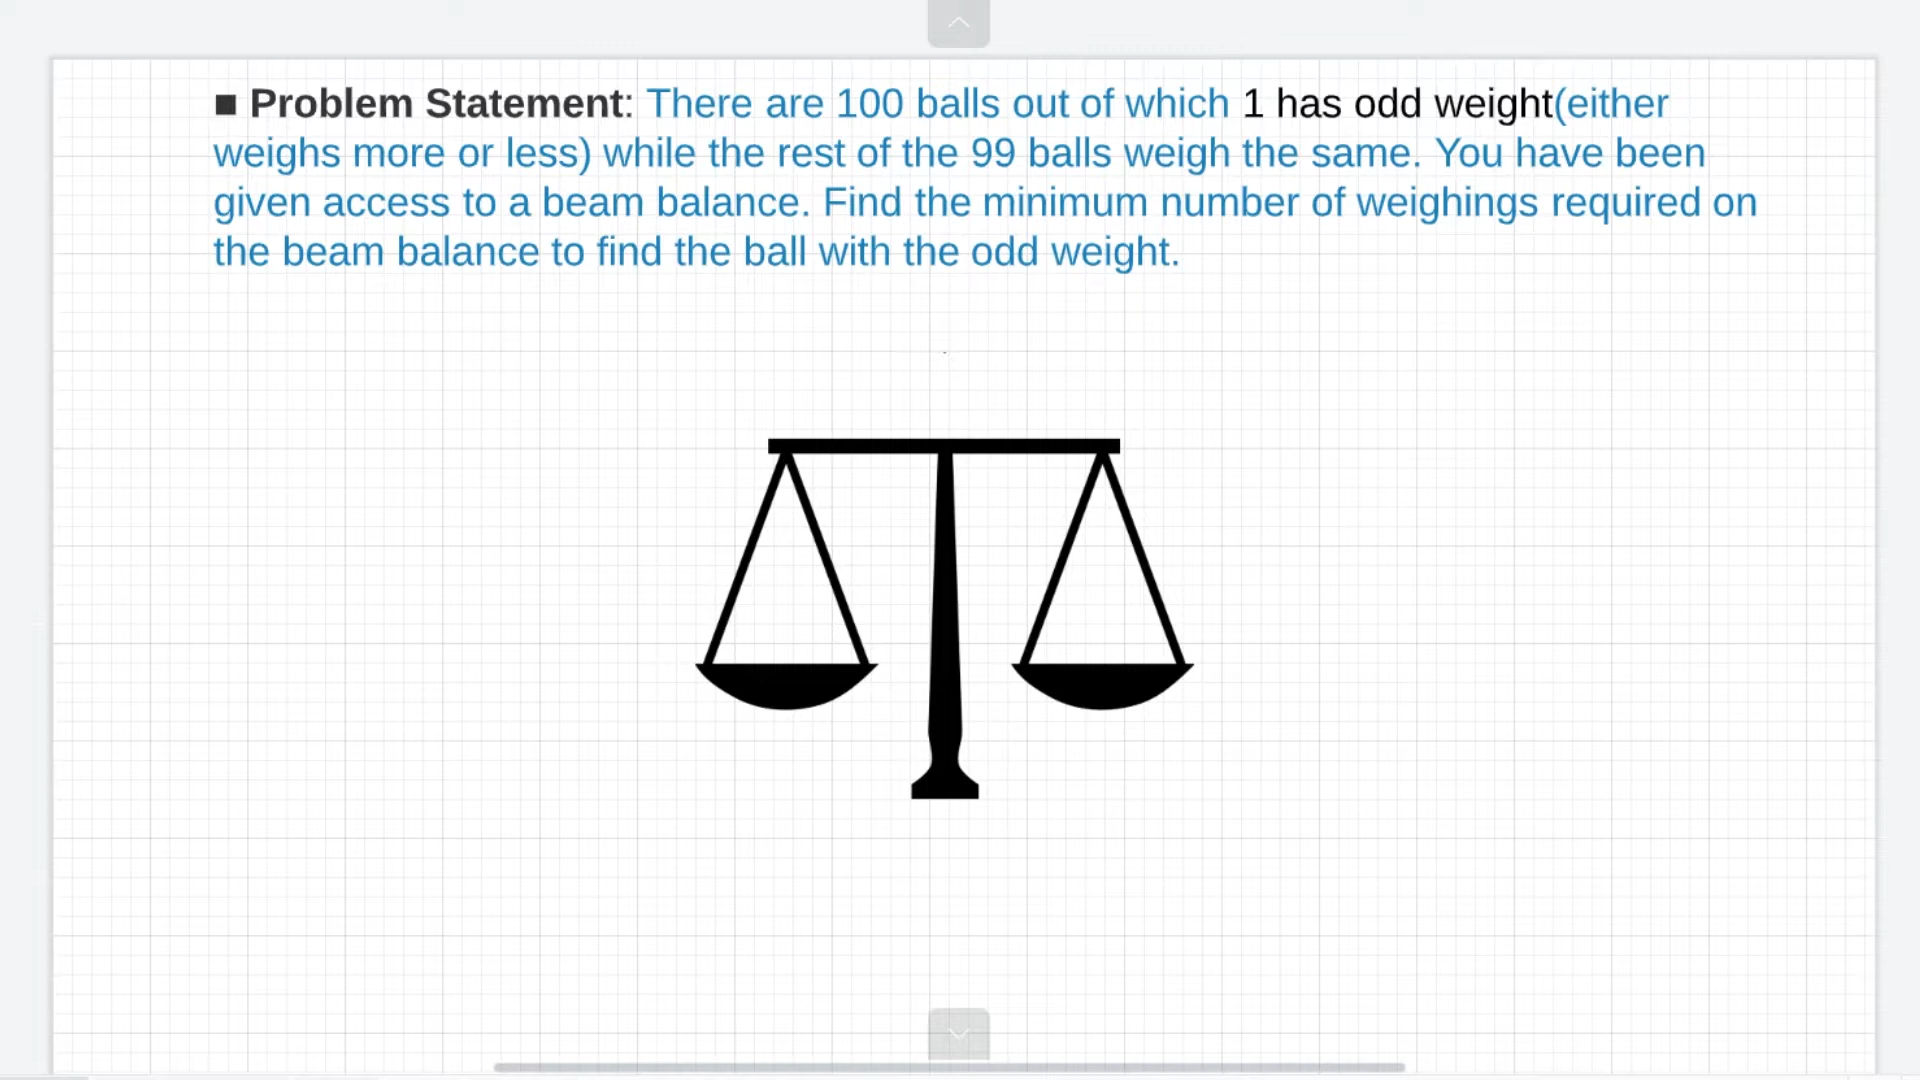 ■ Problem Statement: There are 100 balls out of which 1 has odd weight(either
weighs more or less) while the rest of the 99 balls weigh the same. You have been
given access to a beam balance. Find the minimum number of weighings required on
the beam balance to find the ball with the odd weight.